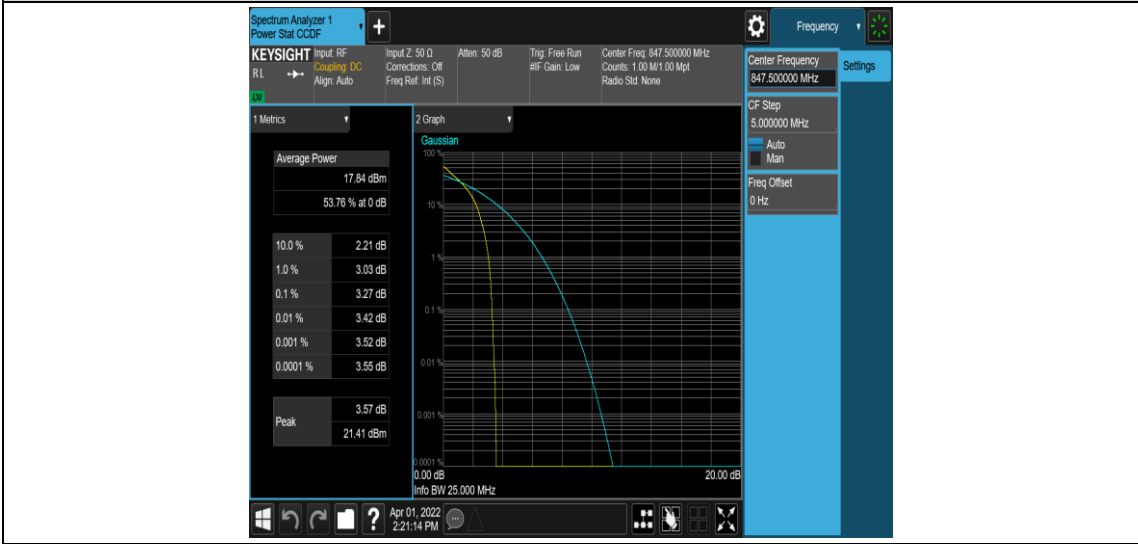 Spectrum Analyzer 1
Power Stat CCDF
+
Frequency
KEYSIGHT
RL
LNI
Input: RF
Coupling: DC
Align: Auto
Input Z: 50 Ω
Corrections: Off
Freq Ref: Int (S)
Atten: 50 dB
Trig: Free Run
#IF Gain: Low
Center Freq: 847.500000 MHz
Counts: 1.00 M/1.00 Mpt
Radio Std: None
Center Frequency
847.500000 MHz
Settings
CF Step
5.000000 MHz
Auto
Man
Freq Offset
0 Hz
1 Metrics
Average Power
17.84 dBm
53.76 % at 0 dB
10.0 % 2.21 dB
1.0 % 3.03 dB
0.1 % 3.27 dB
0.01 % 3.42 dB
0.001 % 3.52 dB
0.0001 % 3.55 dB
Peak
3.57 dB
21.41 dBm
2 Graph
Gaussian
100 %
10 %
1 %
0.1 %
0.01 %
0.001 %
0.0001 %
0.00 dB 20.00 dB
Info BW 25.000 MHz
?
Apr 01, 2022
2:21:14 PM